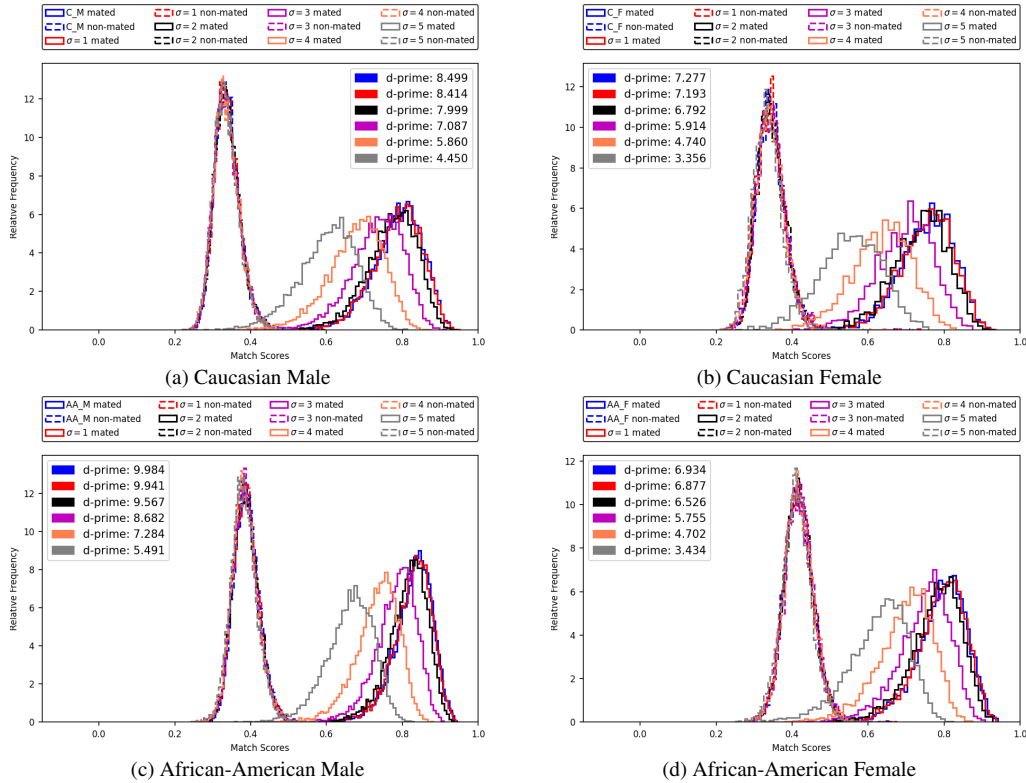 C_M mated σ = 1 non-mated σ = 3 mated σ = 4 non-mated
C_M non-mated σ = 2 mated σ = 3 non-mated σ = 5 mated
σ = 1 mated σ = 2 non-mated σ = 4 mated σ = 5 non-mated
12
10
8
6
4
2
0
Relative Frequency
d-prime: 8.499
d-prime: 8.414
d-prime: 7.999
d-prime: 7.087
d-prime: 5.860
d-prime: 4.450
0.0 0.2 0.4 0.6 0.8 1.0
Match Scores
(a) Caucasian Male
C_F mated σ = 1 non-mated σ = 3 mated σ = 4 non-mated
C_F non-mated σ = 2 mated σ = 3 non-mated σ = 5 mated
σ = 1 mated σ = 2 non-mated σ = 4 mated σ = 5 non-mated
12
10
8
6
4
2
0
Relative Frequency
d-prime: 7.277
d-prime: 7.193
d-prime: 6.792
d-prime: 5.914
d-prime: 4.740
d-prime: 3.356
0.0 0.2 0.4 0.6 0.8 1.0
Match Scores
(b) Caucasian Female
AA_M mated σ = 1 non-mated σ = 3 mated σ = 4 non-mated
AA_M non-mated σ = 2 mated σ = 3 non-mated σ = 5 mated
σ = 1 mated σ = 2 non-mated σ = 4 mated σ = 5 non-mated
12
10
8
6
4
2
0
Relative Frequency
d-prime: 9.984
d-prime: 9.941
d-prime: 9.567
d-prime: 8.682
d-prime: 7.284
d-prime: 5.491
0.0 0.2 0.4 0.6 0.8 1.0
Match Scores
(c) African-American Male
AA_F mated σ = 1 non-mated σ = 3 mated σ = 4 non-mated
AA_F non-mated σ = 2 mated σ = 3 non-mated σ = 5 mated
σ = 1 mated σ = 2 non-mated σ = 4 mated σ = 5 non-mated
12
10
8
6
4
2
0
Relative Frequency
d-prime: 6.934
d-prime: 6.877
d-prime: 6.526
d-prime: 5.755
d-prime: 4.702
d-prime: 3.434
0.0 0.2 0.4 0.6 0.8 1.0
Match Scores
(d) African-American Female